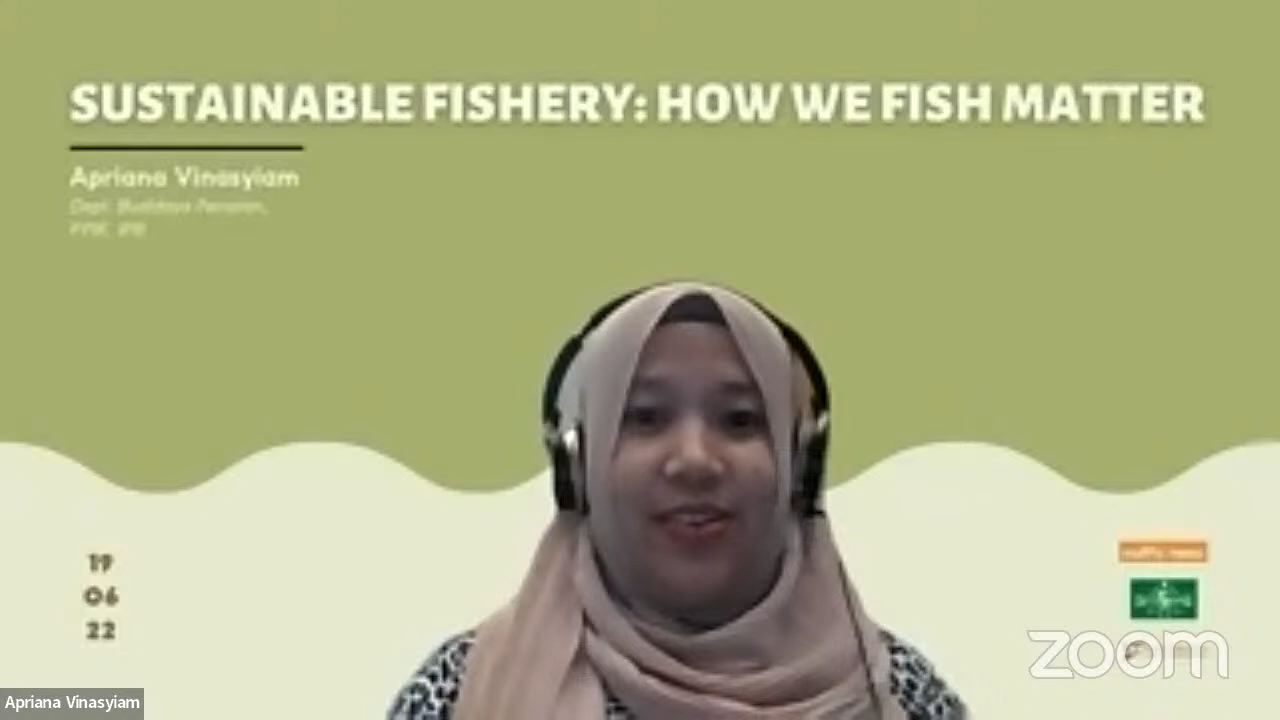 SUSTAINABLE FISHERY: HOW WE FISH MATTER
Apriana Vinasyiam
Dept. Budidaya Perairan,
FPIK, IPB
19
06
22
zoom
Apriana Vinasyiam